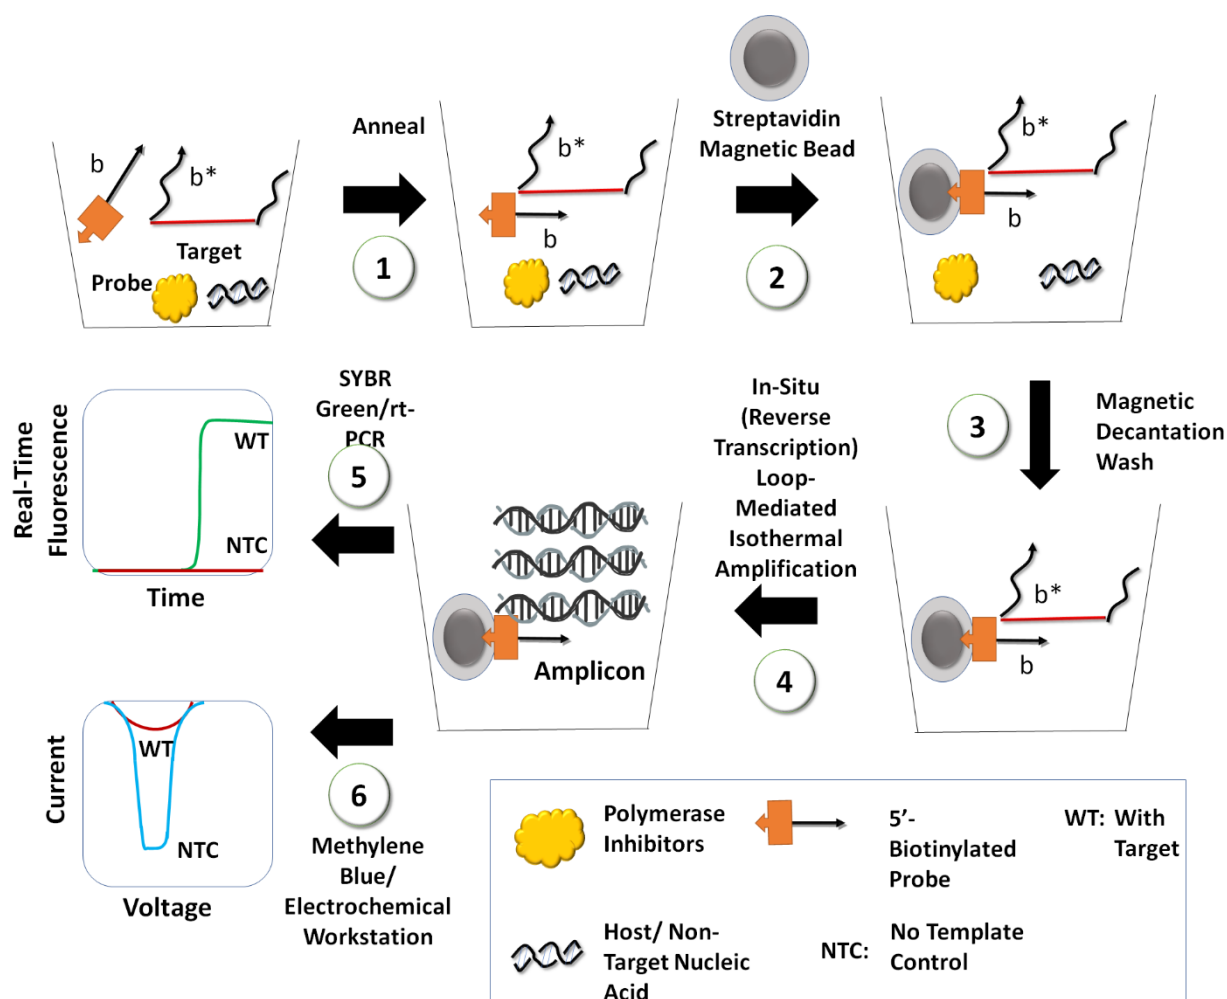 b
b*
Target
Probe
Anneal
1
b*
b
Streptavidin
Magnetic Bead
2
b*
b
3
Magnetic
Decantation
Wash
b*
b
In-Situ
(Reverse
Transcription)
Loop-
Mediated
Isothermal
Amplification
4
Amplicon
SYBR
Green/rt-
PCR
5
Real-Time
Fluorescence
WT
NTC
Time
6
Methylene
Blue/
Electrochemical
Workstation
Current
WT
NTC
Voltage
Polymerase
Inhibitors
5’-
Biotinylated
Probe
WT: With
Target
Host/ Non-
Target Nucleic
Acid
NTC:
No Template
Control